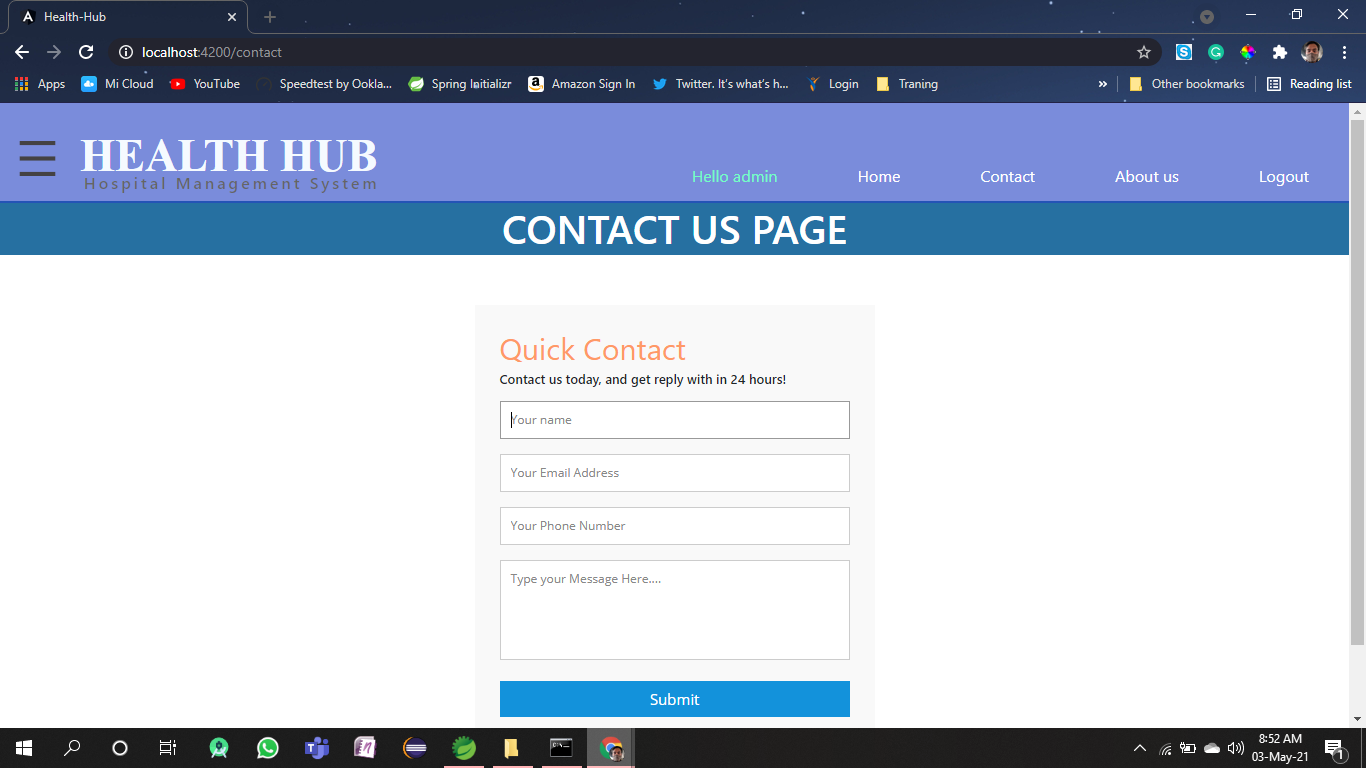 Health-Hub
localhost:4200/contact
Apps Mi Cloud YouTube Speedtest by Ookla... Spring Initializr Amazon Sign In Twitter. It's what's h... Login Traning » Other bookmarks Reading list
HEALTH HUB
Hospital Management System
Hello admin Home Contact About us Logout
CONTACT US PAGE
Quick Contact
Contact us today, and get reply with in 24 hours!
Your name
Your Email Address
Your Phone Number
Type your Message Here....
Submit
8:52 AM
03-May-21
1